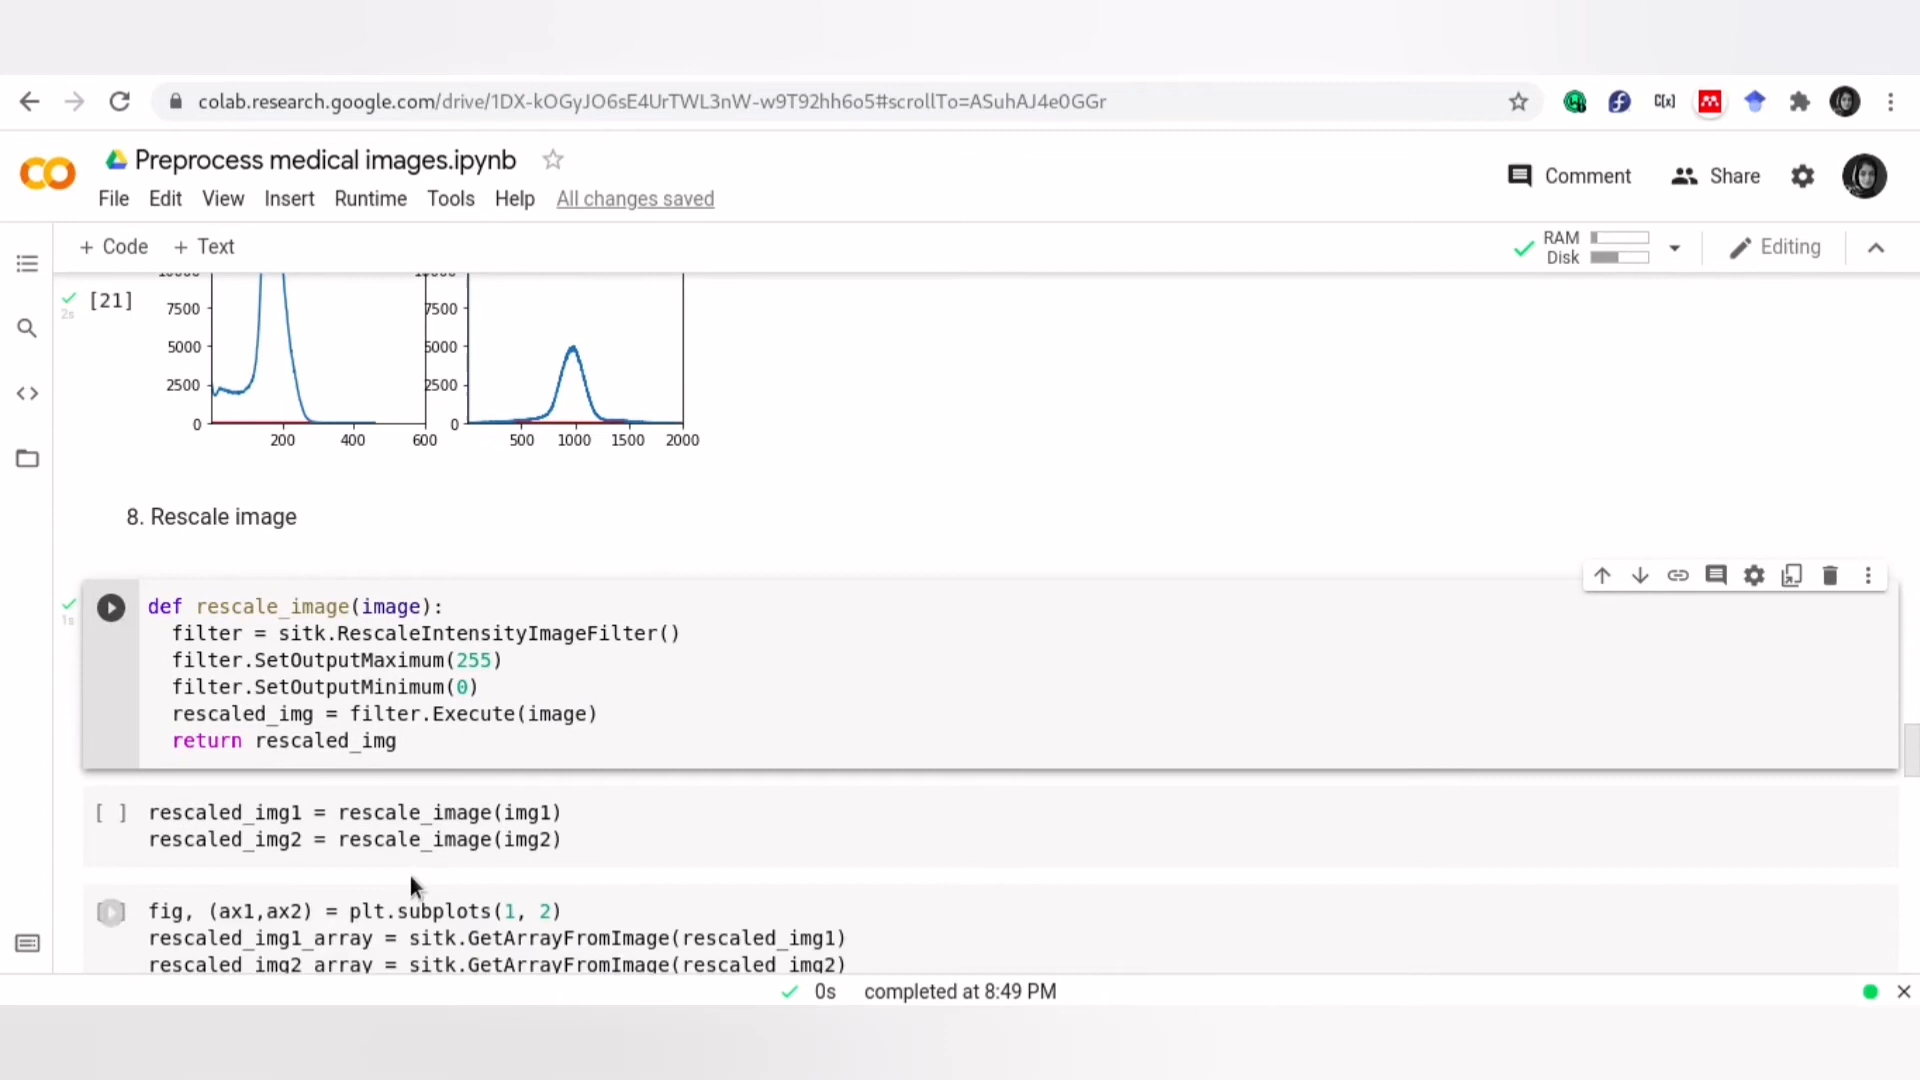 colab.research.google.com/drive/1DX-kOGyJO6sE4UrTWL3nW-w9T92hh6o5#scrollTo=ASuhAJ4e0GGr
Preprocess medical images.ipynb
Comment
Share
File Edit View Insert Runtime Tools Help All changes saved
+ Code + Text
RAM
Disk
Editing
[21]
2s
7500
5000
2500
0
200 400 600
7500
5000
2500
0
500 1000 1500 2000
8. Rescale image
1s
def rescale_image(image):
filter = sitk.RescaleIntensityImageFilter()
filter.SetOutputMaximum(255)
filter.SetOutputMinimum(0)
rescaled_img = filter.Execute(image)
return rescaled_img
[ ] rescaled_img1 = rescale_image(img1)
rescaled_img2 = rescale_image(img2)
fig, (ax1,ax2) = plt.subplots(1, 2)
rescaled_img1_array = sitk.GetArrayFromImage(rescaled_img1)
rescaled_img2_array = sitk.GetArrayFromImage(rescaled_img2)
0s completed at 8:49 PM